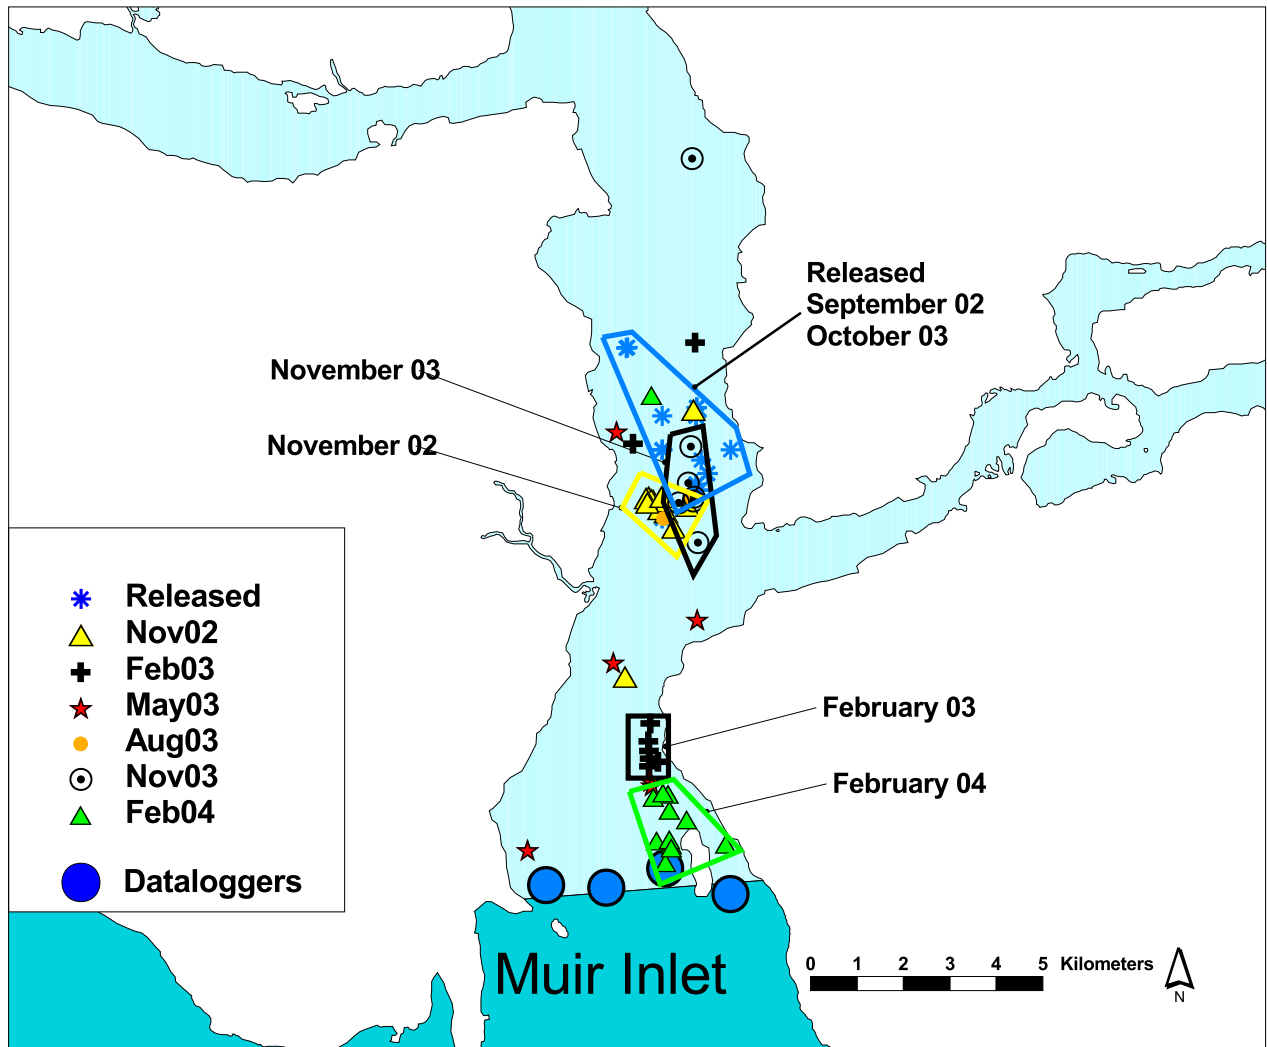 Released
September 02
October 03
November 03
November 02
Released
Nov02
Feb03
May03
Aug03
Nov03
Feb04
Dataloggers
February 03
February 04
Muir Inlet
0 1 2 3 4 5 Kilometers
N